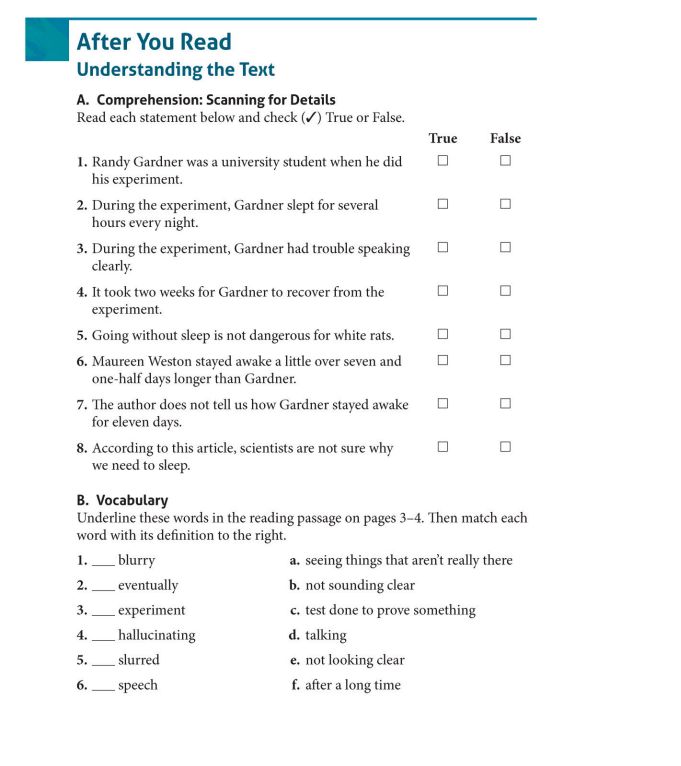 After You Read
Understanding the Text
A. Comprehension: Scanning for Details
Read each statement below and check (✓) True or False.
True False
1. Randy Gardner was a university student when he did
his experiment.
2. During the experiment, Gardner slept for several
hours every night.
3. During the experiment, Gardner had trouble speaking
clearly.
4. It took two weeks for Gardner to recover from the
experiment.
5. Going without sleep is not dangerous for white rats.
6. Maureen Weston stayed awake a little over seven and
one-half days longer than Gardner.
7. The author does not tell us how Gardner stayed awake
for eleven days.
8. According to this article, scientists are not sure why
we need to sleep.
B. Vocabulary
Underline these words in the reading passage on pages 3–4. Then match each
word with its definition to the right.
1. ___ blurry a. seeing things that aren’t really there
2. ___ eventually b. not sounding clear
3. ___ experiment c. test done to prove something
4. ___ hallucinating d. talking
5. ___ slurred e. not looking clear
6. ___ speech f. after a long time